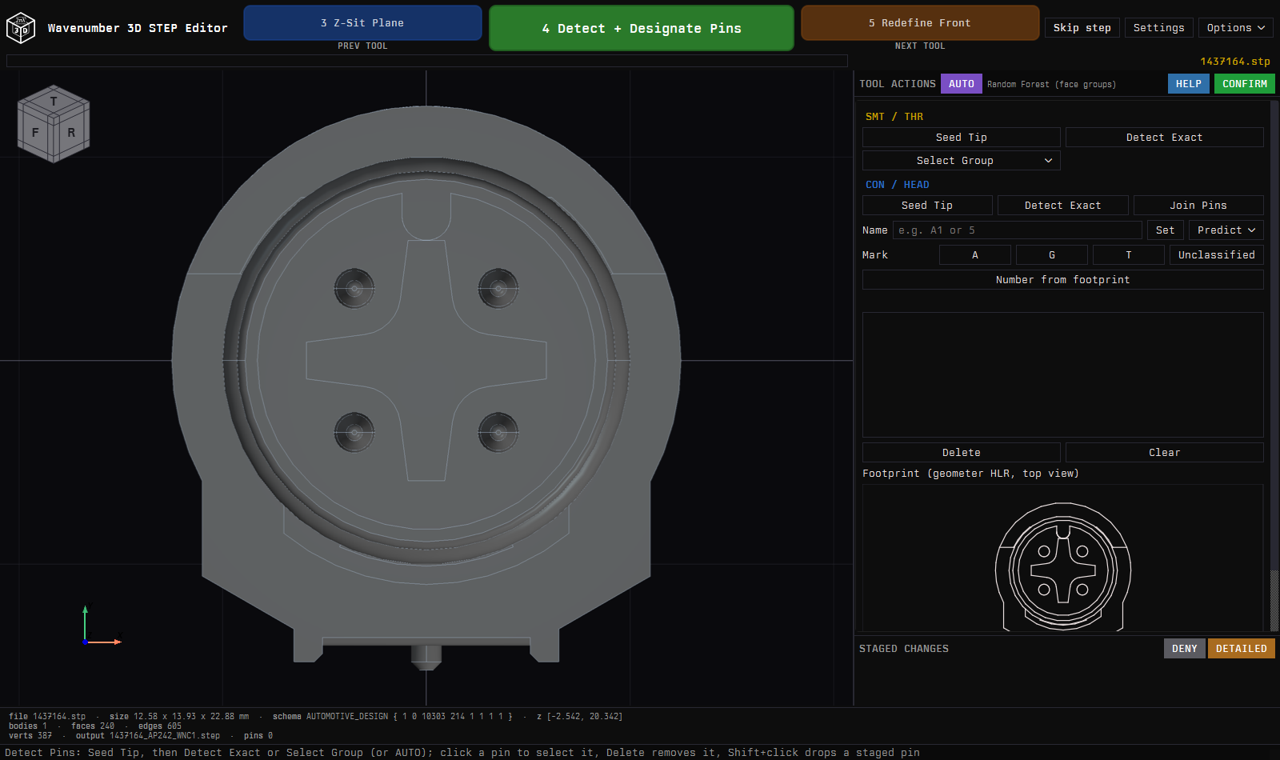 Wavenumber 3D STEP Editor
3 Z-Sit Plane
PREV TOOL
4 Detect + Designate Pins
5 Redefine Front
NEXT TOOL
Skip step
Settings
Options
1437164.stp
T
F
R
TOOL ACTIONS
AUTO
Random Forest (face groups)
HELP
CONFIRM
SMT / THR
Seed Tip
Detect Exact
Select Group
CON / HEAD
Seed Tip
Detect Exact
Join Pins
Name
e.g. A1 or 5
Set
Predict
Mark
A
G
T
Unclassified
Number from footprint
Delete
Clear
Footprint (geometer HLR, top view)
STAGED CHANGES
DENY
DETAILED
file 1437164.stp · size 12.58 x 13.93 x 22.88 mm · schema AUTOMOTIVE_DESIGN { 1 0 10303 214 1 1 1 1 } · z [-2.542, 20.342]
bodies 1 · faces 240 · edges 605
verts 387 · output 1437164_AP242_WNC1.step · pins 0
Detect Pins: Seed Tip, then Detect Exact or Select Group (or AUTO); click a pin to select it, Delete removes it, Shift+click drops a staged pin